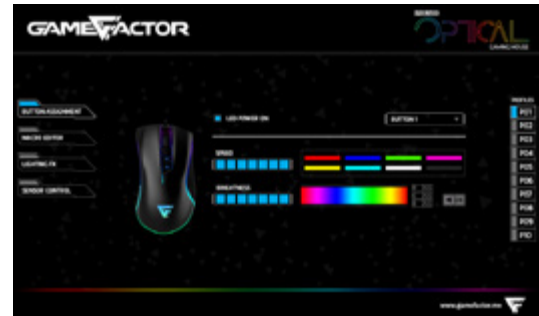 GAMEFACTOR
OPTICAL
GAMING MOUSE
BUTTON ASSIGNMENT
MACRO EDITOR
LIGHTING FX
SENSOR CONTROL
LED POWER ON
BUTTON 1
SPEED
BRIGHTNESS
PROFILES
P01
P02
P03
P04
P05
P06
P07
P08
P09
P10
www.gamefactor.mx